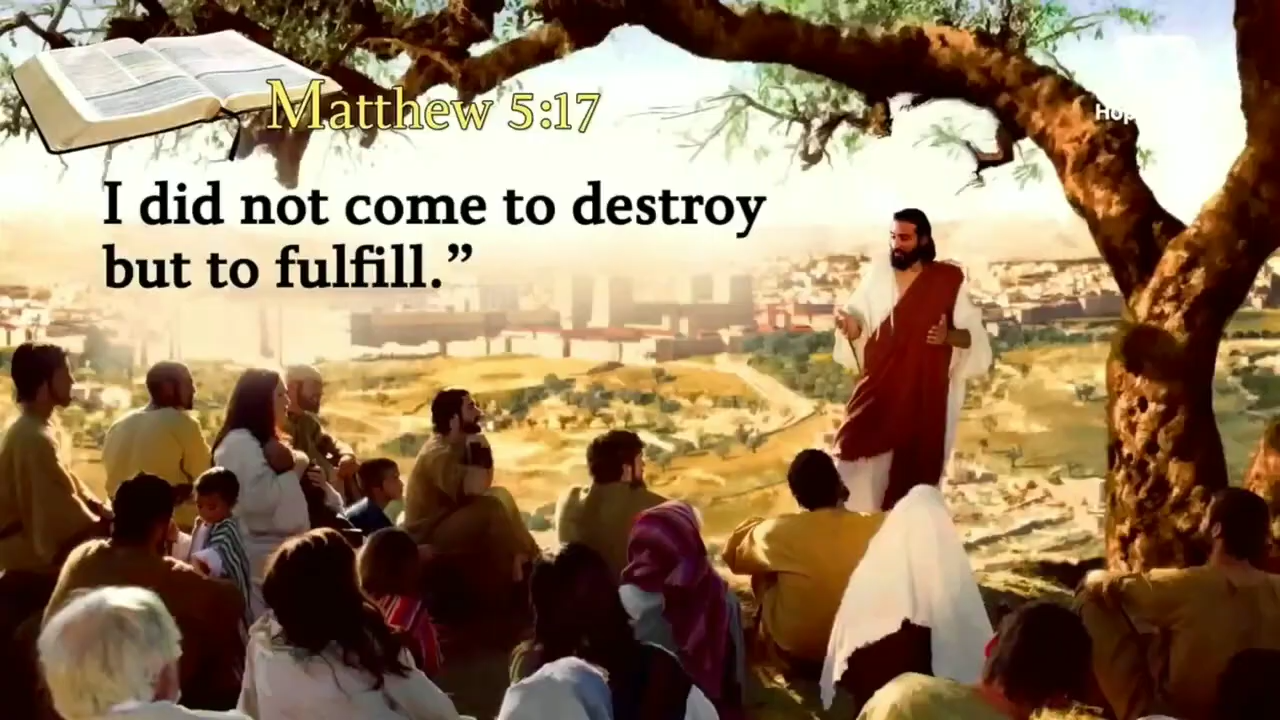 Matthew 5:17
I did not come to destroy
but to fulfill.”